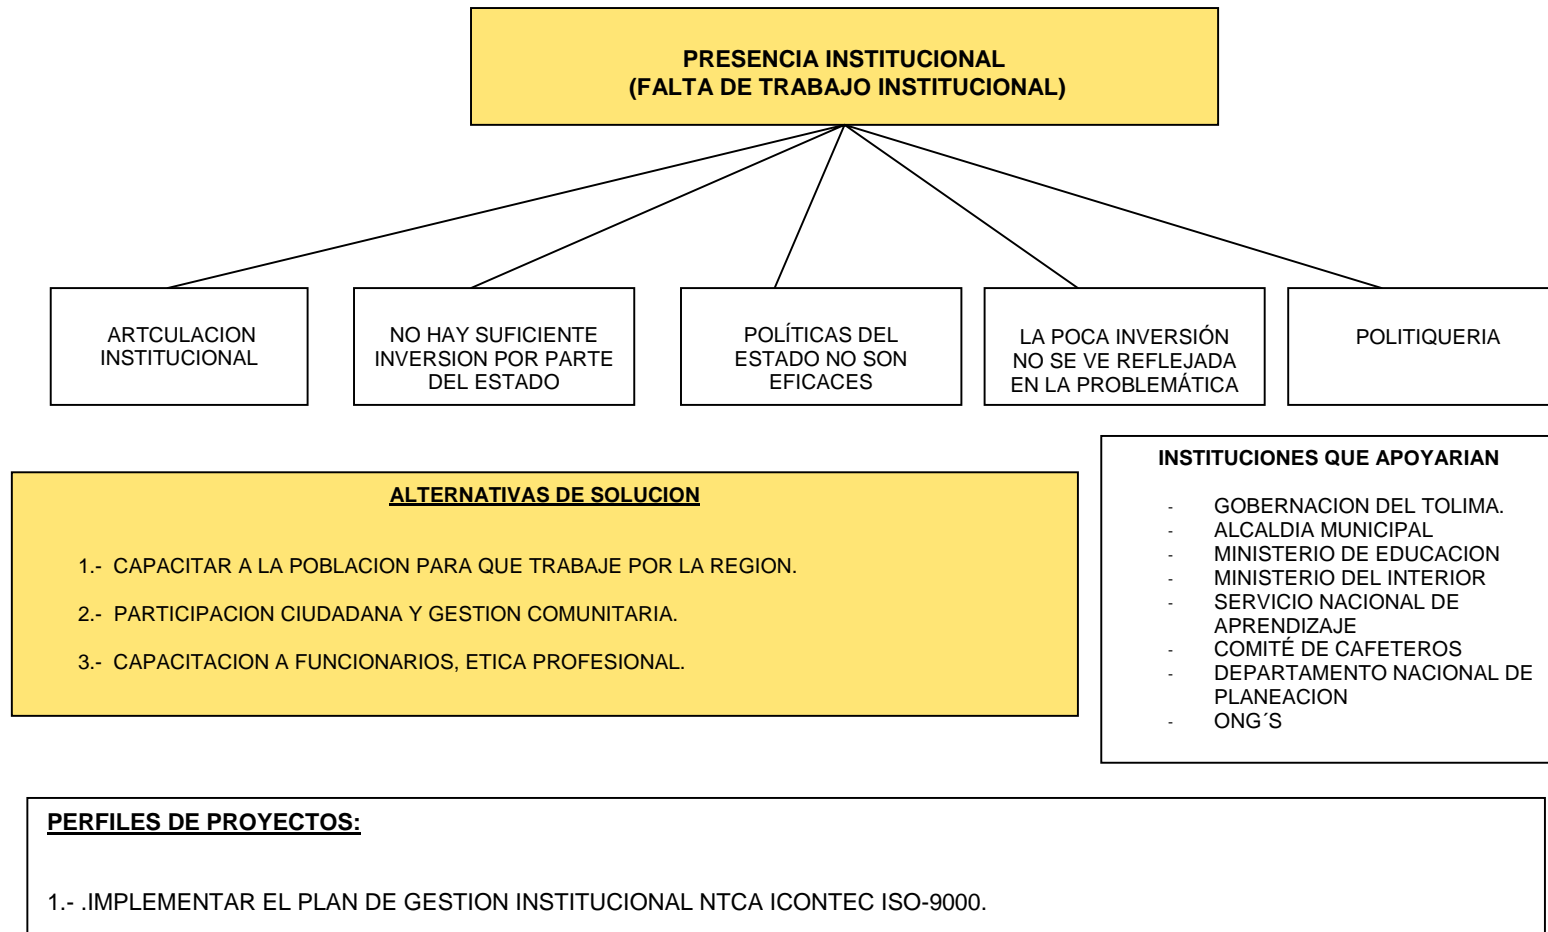 PRESENCIA INSTITUCIONAL
(FALTA DE TRABAJO INSTITUCIONAL)
ARTCULACION
INSTITUCIONAL
NO HAY SUFICIENTE
INVERSION POR PARTE
DEL ESTADO
POLÍTICAS DEL
ESTADO NO SON
EFICACES
LA POCA INVERSIÓN
NO SE VE REFLEJADA
EN LA PROBLEMÁTICA
POLITIQUERIA
ALTERNATIVAS DE SOLUCION
1.- CAPACITAR A LA POBLACION PARA QUE TRABAJE POR LA REGION.
2.- PARTICIPACION CIUDADANA Y GESTION COMUNITARIA.
3.- CAPACITACION A FUNCIONARIOS, ETICA PROFESIONAL.
INSTITUCIONES QUE APOYARIAN
- GOBERNACION DEL TOLIMA.
- ALCALDIA MUNICIPAL
- MINISTERIO DE EDUCACION
- MINISTERIO DEL INTERIOR
- SERVICIO NACIONAL DE
APRENDIZAJE
- COMITÉ DE CAFETEROS
- DEPARTAMENTO NACIONAL DE
PLANEACION
- ONG´S
PERFILES DE PROYECTOS:
1.- .IMPLEMENTAR EL PLAN DE GESTION INSTITUCIONAL NTCA ICONTEC ISO-9000.